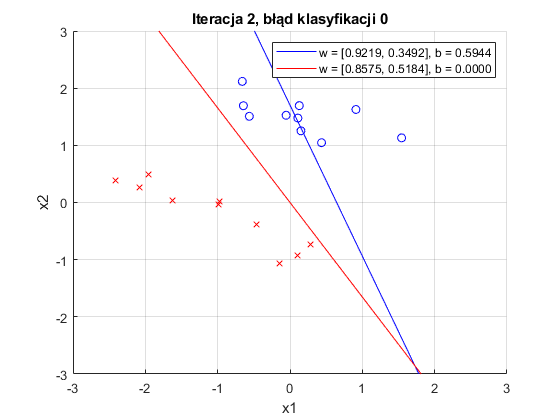 Iteracja 2, błąd klasyfikacji 0
w = [0.9219, 0.3492], b = 0.5944
w = [0.8575, 0.5184], b = 0.0000
3
2
1
0
-1
-2
-3
x2
-3 -2 -1 0 1 2 3
x1